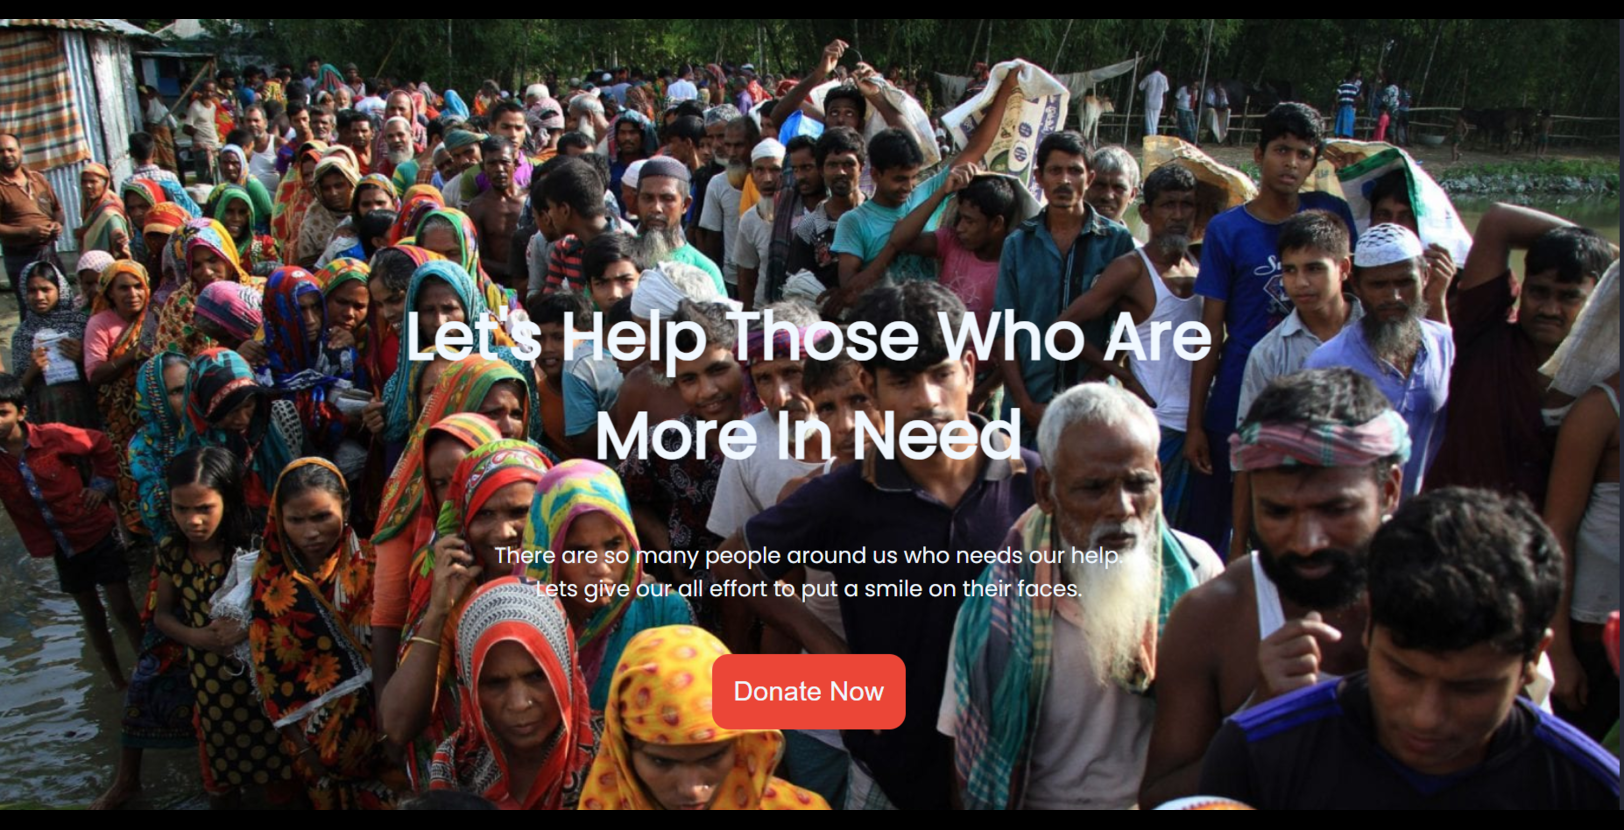 Let's Help Those Who Are
More In Need
There are so many people around us who needs our help.
Lets give our all effort to put a smile on their faces.
Donate Now